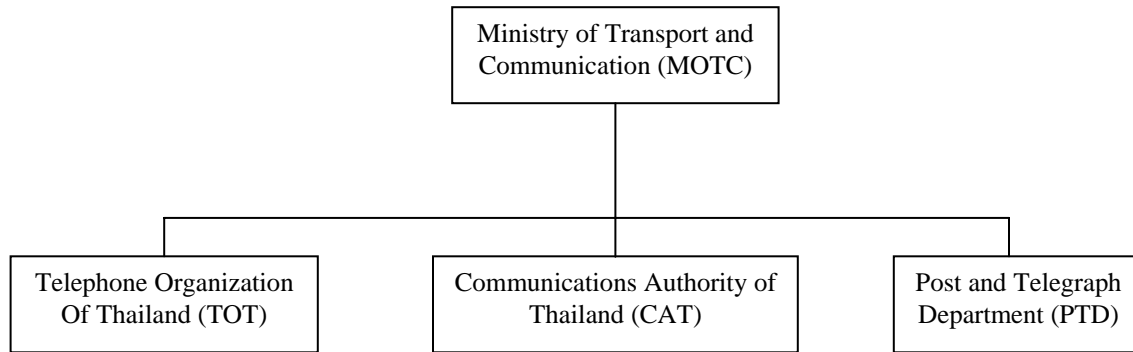 Ministry of Transport and
Communication (MOTC)
Telephone Organization
Of Thailand (TOT)
Communications Authority of
Thailand (CAT)
Post and Telegraph
Department (PTD)